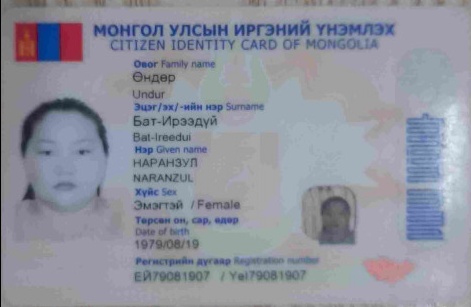 МОНГОЛ УЛСЫН ИРГЭНИЙ ҮНЭМЛЭХ
CITIZEN IDENTITY CARD OF MONGOLIA
Овог Family name
Өндөр
Undur
Эцэг/эх/-ийн нэр Surname
Бат-Ирээдүй
Bat-Ireedui
Нэр Given name
НАРАНЗУЛ
NARANZUL
Хүйс Sex
Эмэгтэй / Female
Төрсөн он, сар, өдөр
Date of birth
1979/08/19
Регистрийн дугаар Registration number
ЕЙ79081907 / Yei79081907